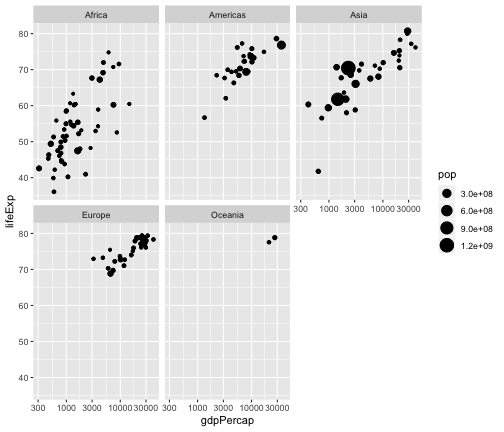 Africa Americas Asia
80
70
60
50
40
lifeExp
pop
3.0e+08
6.0e+08
9.0e+08
1.2e+09
300 1000 3000 10000 30000
Europe Oceania
80
70
60
50
40
300 1000 3000 10000 30000 300 1000 3000 10000 30000
gdpPercap